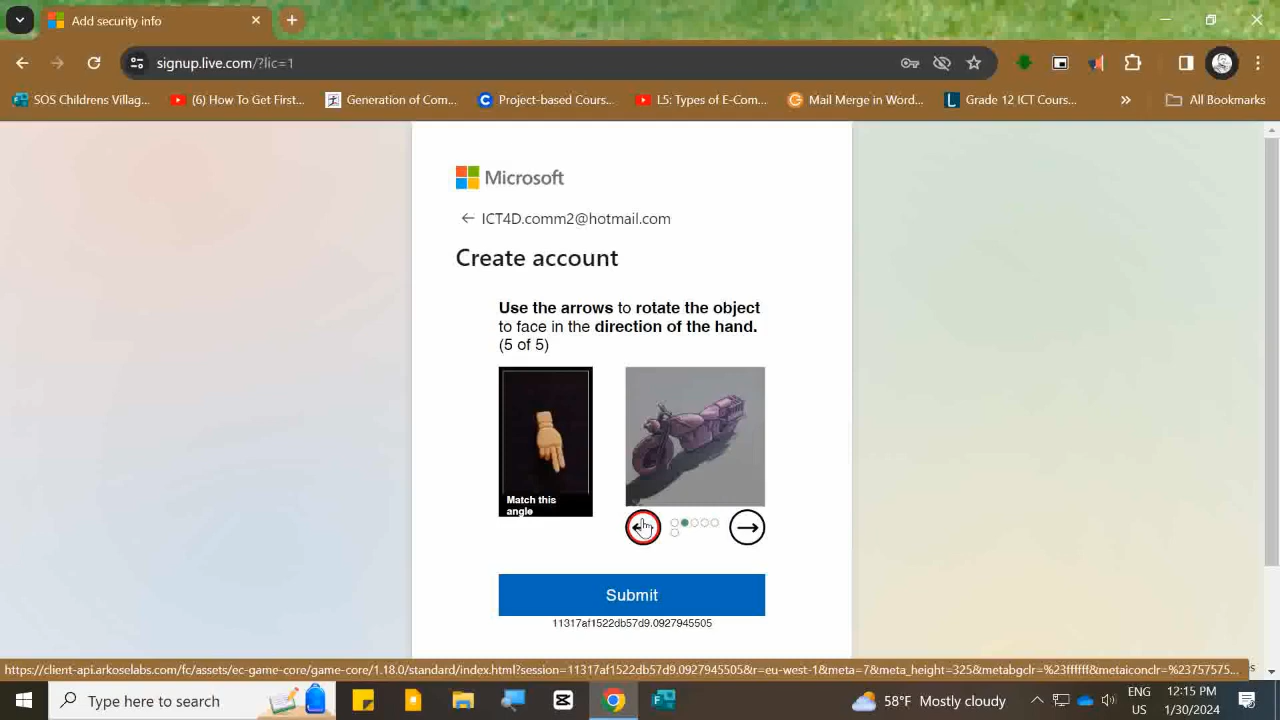 Add security info
signup.live.com/?lic=1
SOS Childrens Villag...
(6) How To Get First...
Generation of Com...
Project-based Cours...
L5: Types of E-Com...
Mail Merge in Word...
Grade 12 ICT Cours...
All Bookmarks
Microsoft
ICT4D.comm2@hotmail.com
Create account
Use the arrows to rotate the object
to face in the direction of the hand.
(5 of 5)
Match this
angle
Submit
11317af1522db57d9.0927945505
https://client-api.arkoselabs.com/fc/assets/ec-game-core/game-core/1.18.0/standard/index.html?session=11317af1522db57d9.0927945505&r=eu-west-1&meta=7&meta_height=325&metabgclr=%23ffffff&metaiconclr=%23757575...
Type here to search
58°F Mostly cloudy
ENG
US
12:15 PM
1/30/2024